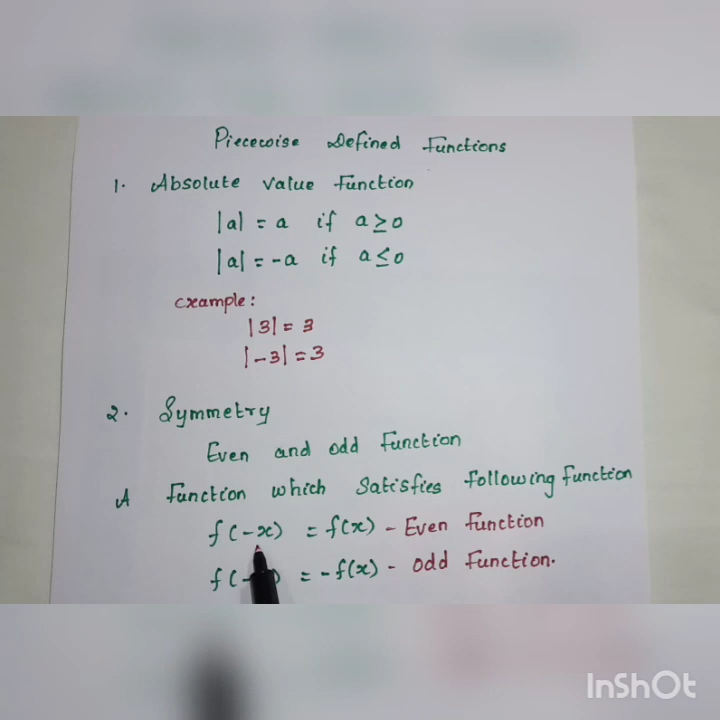 Piecewise Defined Functions
1. Absolute value Function
|a| = a if a ≥ 0
|a| = -a if a ≤ 0
example:
|3| = 3
|-3| = 3
2. Symmetry
Even and odd Function
A Function which Satisfies Following Function
f(-x) = f(x) - Even Function
f(- ) = -f(x) - odd Function.
InShOt